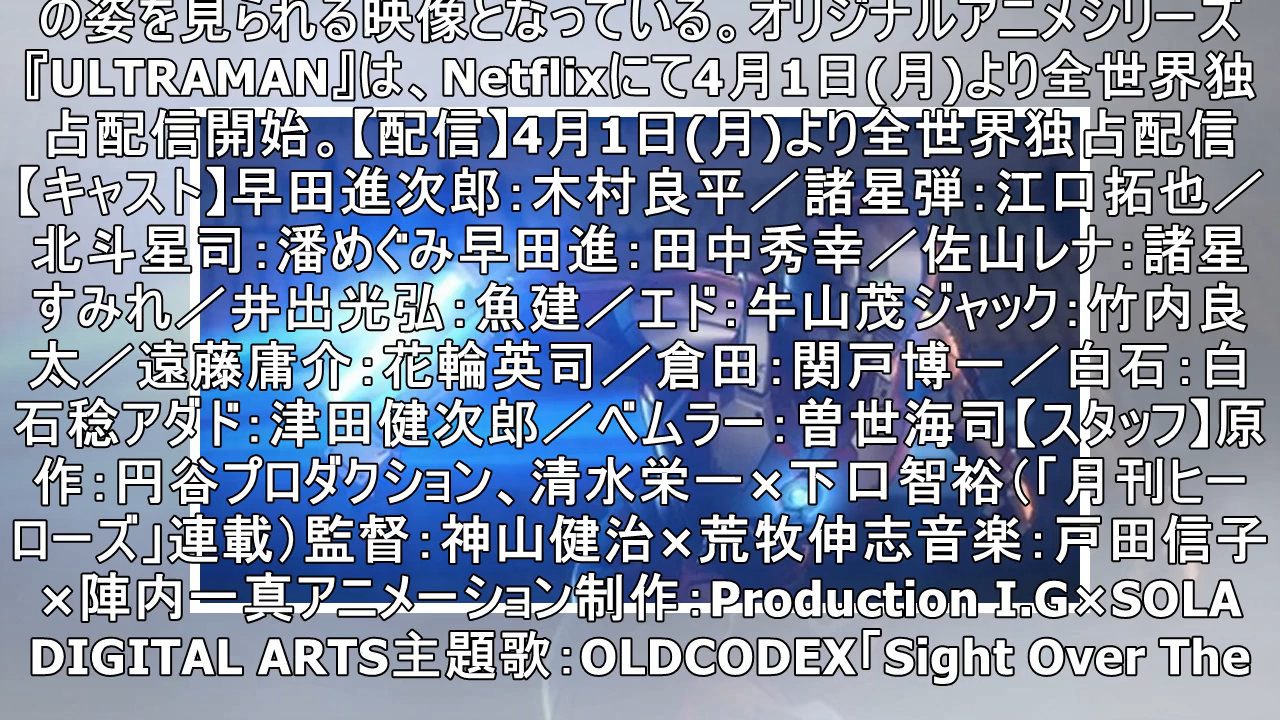 の姿を見られる映像となっている。オリジナルアニメシリーズ
『ULTRAMAN』は、Netflixにて4月1日(月)より全世界独
占配信開始。【配信】4月1日(月)より全世界独占配信
【キャスト】早田進次郎：木村良平／諸星弾：江口拓也／
北斗星司：潘めぐみ早田進：田中秀幸／佐山レナ：諸星
すみれ／井出光弘：魚建／エド：牛山茂ジャック：竹内良
太／遠藤庸介：花輪英司／倉田：関戸博一／白石：白
石稔アダド：津田健次郎／ベムラー：曽世海司【スタッフ】原
作：円谷プロダクション、清水栄一×下口智裕（「月刊ヒー
ローズ」連載）監督：神山健治×荒牧伸志音楽：戸田信子
×陣内一真アニメーション制作：Production I.G×SOLA
DIGITAL ARTS主題歌：OLDCODEX「Sight Over The